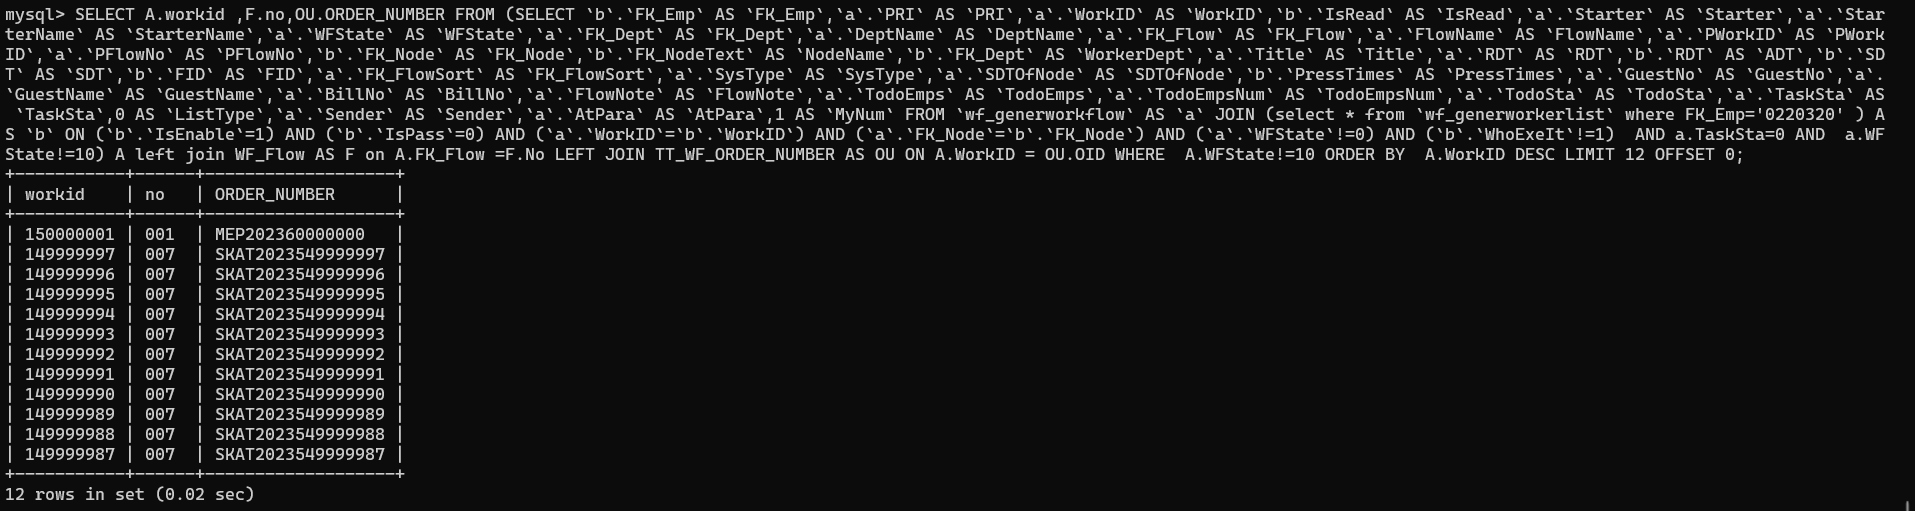 mysql> SELECT A.workid ,F.no,OU.ORDER_NUMBER FROM (SELECT `b`.`FK_Emp` AS `FK_Emp`,`a`.`PRI` AS `PRI`,`a`.`WorkID` AS `WorkID`,`b`.`IsRead` AS `IsRead`,`a`.`Starter` AS `Starter`,`a`.`Star
terName` AS `StarterName`,`a`.`WFState` AS `WFState`,`a`.`FK_Dept` AS `FK_Dept`,`a`.`DeptName` AS `DeptName`,`a`.`FK_Flow` AS `FK_Flow`,`a`.`FlowName` AS `FlowName`,`a`.`PWorkID` AS `PWork
ID`,`a`.`PFlowNo` AS `PFlowNo`,`b`.`FK_Node` AS `FK_Node`,`b`.`FK_NodeText` AS `NodeName`,`b`.`FK_Dept` AS `WorkerDept`,`a`.`Title` AS `Title`,`a`.`RDT` AS `RDT`,`b`.`RDT` AS `ADT`,`b`.`SD
T` AS `SDT`,`b`.`FID` AS `FID`,`a`.`FK_FlowSort` AS `FK_FlowSort`,`a`.`SysType` AS `SysType`,`a`.`SDTOfNode` AS `SDTOfNode`,`b`.`PressTimes` AS `PressTimes`,`a`.`GuestNo` AS `GuestNo`,`a`.
`GuestName` AS `GuestName`,`a`.`BillNo` AS `BillNo`,`a`.`FlowNote` AS `FlowNote`,`a`.`TodoEmps` AS `TodoEmps`,`a`.`TodoEmpsNum` AS `TodoEmpsNum`,`a`.`TodoSta` AS `TodoSta`,`a`.`TaskSta` AS
`TaskSta`,0 AS `ListType`,`a`.`Sender` AS `Sender`,`a`.`AtPara` AS `AtPara`,1 AS `MyNum` FROM `wf_generworkflow` AS `a` JOIN (select * from `wf_generworkerlist` where FK_Emp='0220320' ) A
S `b` ON (`b`.`IsEnable`=1) AND (`b`.`IsPass`=0) AND (`a`.`WorkID`=`b`.`WorkID`) AND (`a`.`FK_Node`=`b`.`FK_Node`) AND (`a`.`WFState`!=0) AND (`b`.`WhoExeIt`!=1)  AND a.TaskSta=0 AND  a.WF
State!=10) A left join WF_Flow AS F on A.FK_Flow =F.No LEFT JOIN TT_WF_ORDER_NUMBER AS OU ON A.WorkID = OU.OID WHERE  A.WFState!=10 ORDER BY  A.WorkID DESC LIMIT 12 OFFSET 0;
+-----------+------+-------------------+
| workid    | no   | ORDER_NUMBER      |
+-----------+------+-------------------+
| 150000001 | 001  | MEP202360000000   |
| 149999997 | 007  | SKAT2023549999997 |
| 149999996 | 007  | SKAT2023549999996 |
| 149999995 | 007  | SKAT2023549999995 |
| 149999994 | 007  | SKAT2023549999994 |
| 149999993 | 007  | SKAT2023549999993 |
| 149999992 | 007  | SKAT2023549999992 |
| 149999991 | 007  | SKAT2023549999991 |
| 149999990 | 007  | SKAT2023549999990 |
| 149999989 | 007  | SKAT2023549999989 |
| 149999988 | 007  | SKAT2023549999988 |
| 149999987 | 007  | SKAT2023549999987 |
+-----------+------+-------------------+
12 rows in set (0.02 sec)